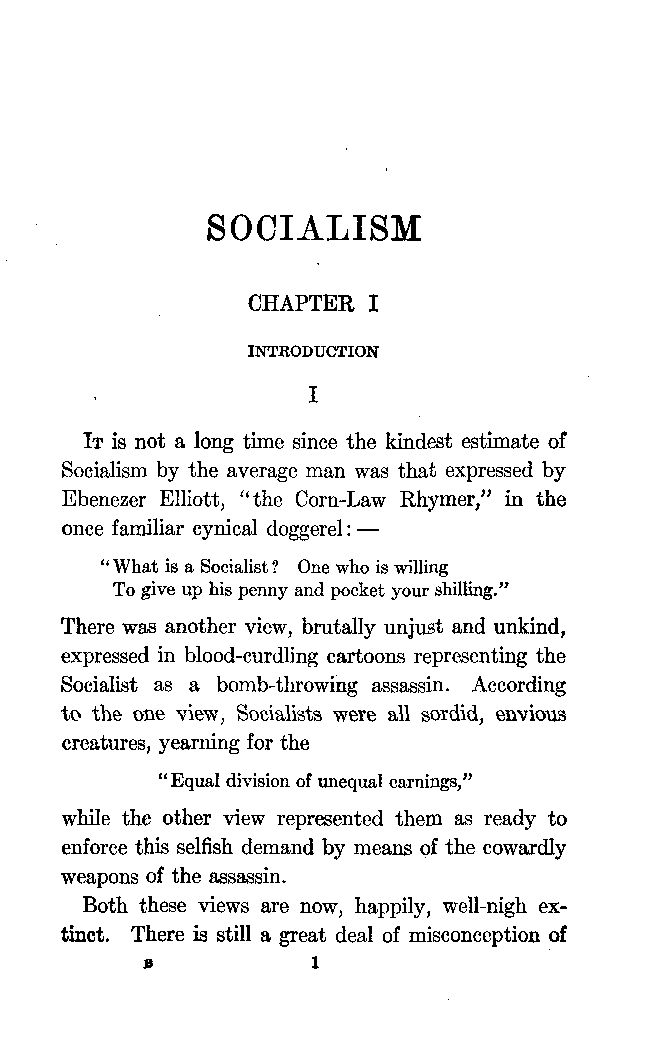 SOCIALISM
CHAPTER I
INTRODUCTION
I
IT is not a long time since the kindest estimate of
Socialism by the average man was that expressed by
Ebenezer Elliott, "the Corn-Law Rhymer," in the
once familiar cynical doggerel: —
"What is a Socialist? One who is willing
To give up his penny and pocket your shilling."
There was another view, brutally unjust and unkind,
expressed in blood-curdling cartoons representing the
Socialist as a bomb-throwing assassin. According
to the one view, Socialists were all sordid, envious
creatures, yearning for the
"Equal division of unequal earnings,"
while the other view represented them as ready to
enforce this selfish demand by means of the cowardly
weapons of the assassin.
Both these views are now, happily, well-nigh ex-
tinct. There is still a great deal of misconception of
B 1